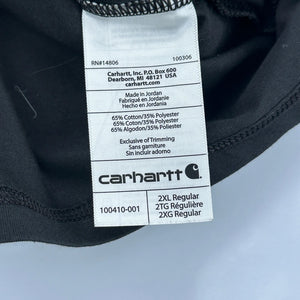 RN#14806 100306
Carhartt, Inc. P.O. Box 600
Dearborn, MI 48121 USA
carhartt.com
Made in Jordan
Fabriqué en Jordanie
Hecho en Jordania
65% Cotton/35% Polyester
65% Coton/35% Polyester
65% Algodon/35% Polyester
Exclusive of Trimming
Sans garniture
Sin incluir adorno
carhartt
100410-001
2XL Regular
2TG Régulière
2XG Regular